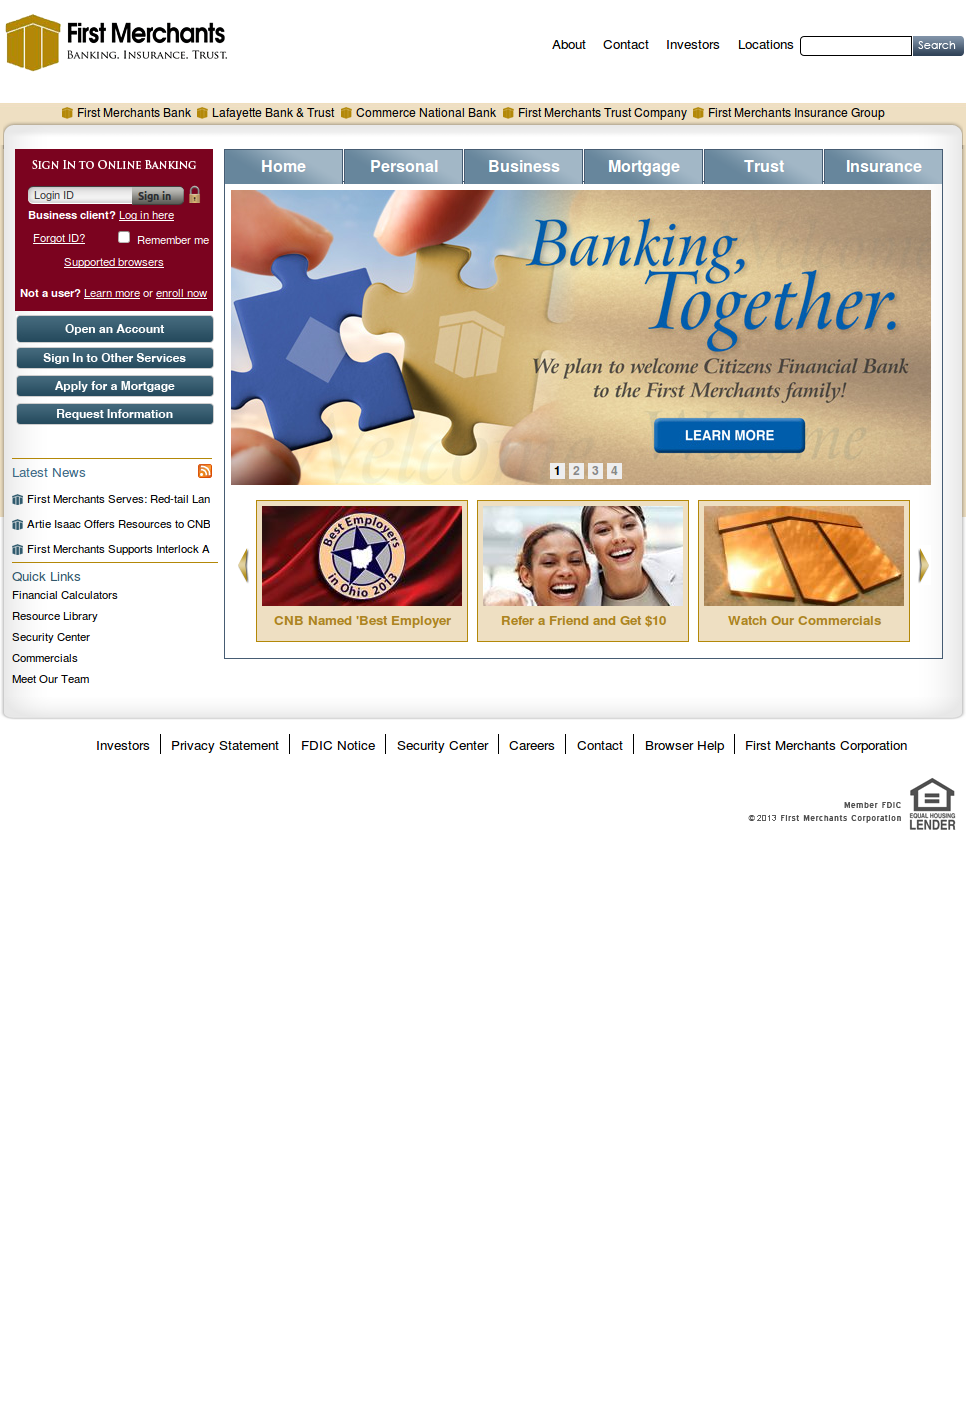 First Merchants
Banking. Insurance. Trust.
About Contact Investors Locations Search
First Merchants Bank Lafayette Bank & Trust Commerce National Bank First Merchants Trust Company First Merchants Insurance Group
Sign In to Online Banking
Login ID Sign in
Business client? Log in here
Forgot ID? Remember me
Supported browsers
Not a user? Learn more or enroll now
Open an Account
Sign In to Other Services
Apply for a Mortgage
Request Information
Latest News
First Merchants Serves: Red-tail Lan
Artie Isaac Offers Resources to CNB
First Merchants Supports Interlock A
Quick Links
Financial Calculators
Resource Library
Security Center
Commercials
Meet Our Team
Home Personal Business Mortgage Trust Insurance
Banking,
Together.
We plan to welcome Citizens Financial Bank
to the First Merchants family!
Welcome
Welcome
LEARN MORE
1 2 3 4
Best Employers
in Ohio 2013
CNB Named 'Best Employer
Refer a Friend and Get $10
Watch Our Commercials
Investors Privacy Statement FDIC Notice Security Center Careers Contact Browser Help First Merchants Corporation
Member FDIC
©2013 First Merchants Corporation
EQUAL HOUSING
LENDER